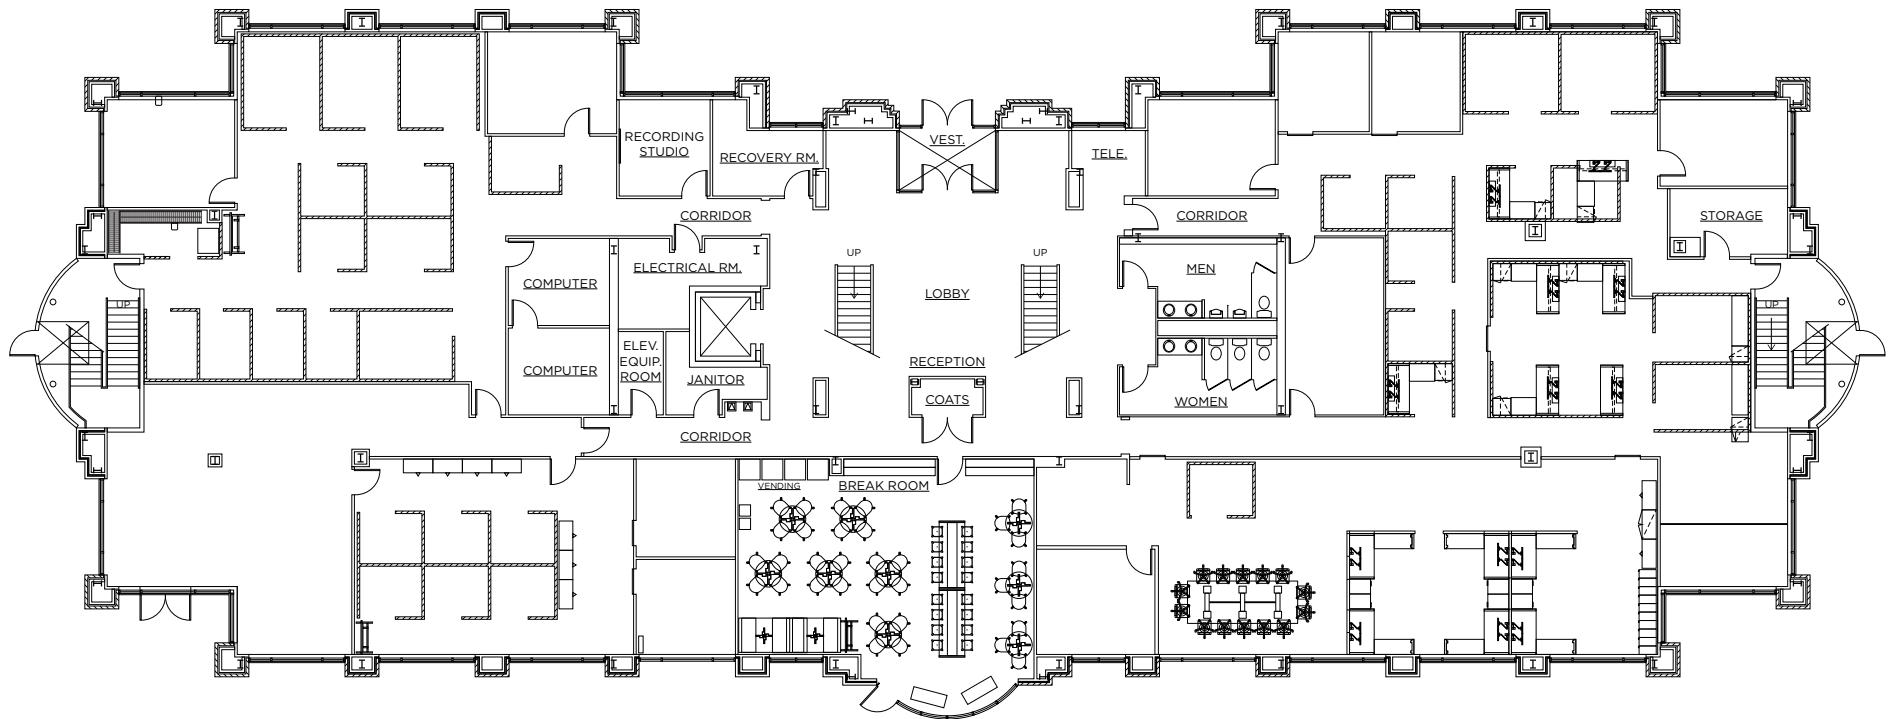 VEST.
RECORDING
STUDIO
RECOVERY RM.
TELE.
CORRIDOR
CORRIDOR
STORAGE
UP
UP
ELECTRICAL RM.
MEN
COMPUTER
LOBBY
UP
UP
ELEV.
EQUIP.
ROOM
RECEPTION
COMPUTER
JANITOR
COATS
WOMEN
CORRIDOR
VENDING
BREAK ROOM